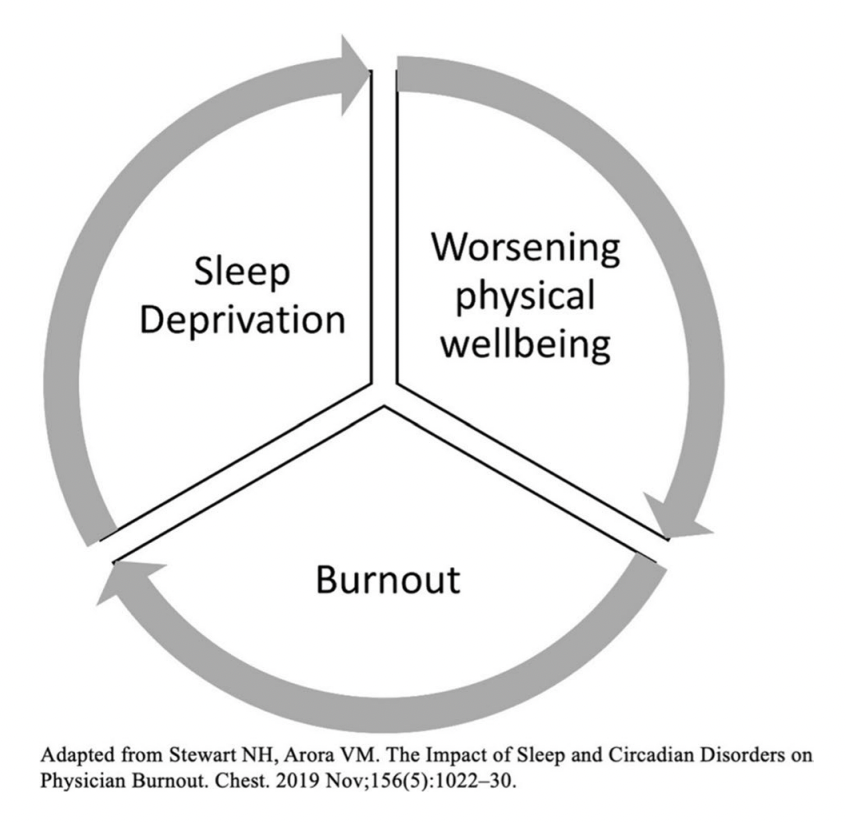 Sleep
Deprivation
Worsening
physical
wellbeing
Burnout
Adapted from Stewart NH, Arora VM. The Impact of Sleep and Circadian Disorders on
Physician Burnout. Chest. 2019 Nov;156(5):1022–30.